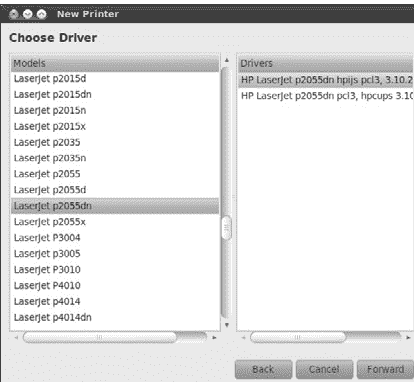 New Printer
Choose Driver
Models
LaserJet p2015d
LaserJet p2015dn
LaserJet p2015n
LaserJet p2015x
LaserJet p2035
LaserJet p2035n
LaserJet p2055
LaserJet p2055d
LaserJet p2055dn
LaserJet p2055x
LaserJet P3004
LaserJet p3005
LaserJet P3010
LaserJet P4010
LaserJet p4014
LaserJet p4014dn
Drivers
HP LaserJet p2055dn hpijs pcl3, 3.10.2
HP LaserJet p2055dn pcl3, hpcups 3.10
Back
Cancel
Forward